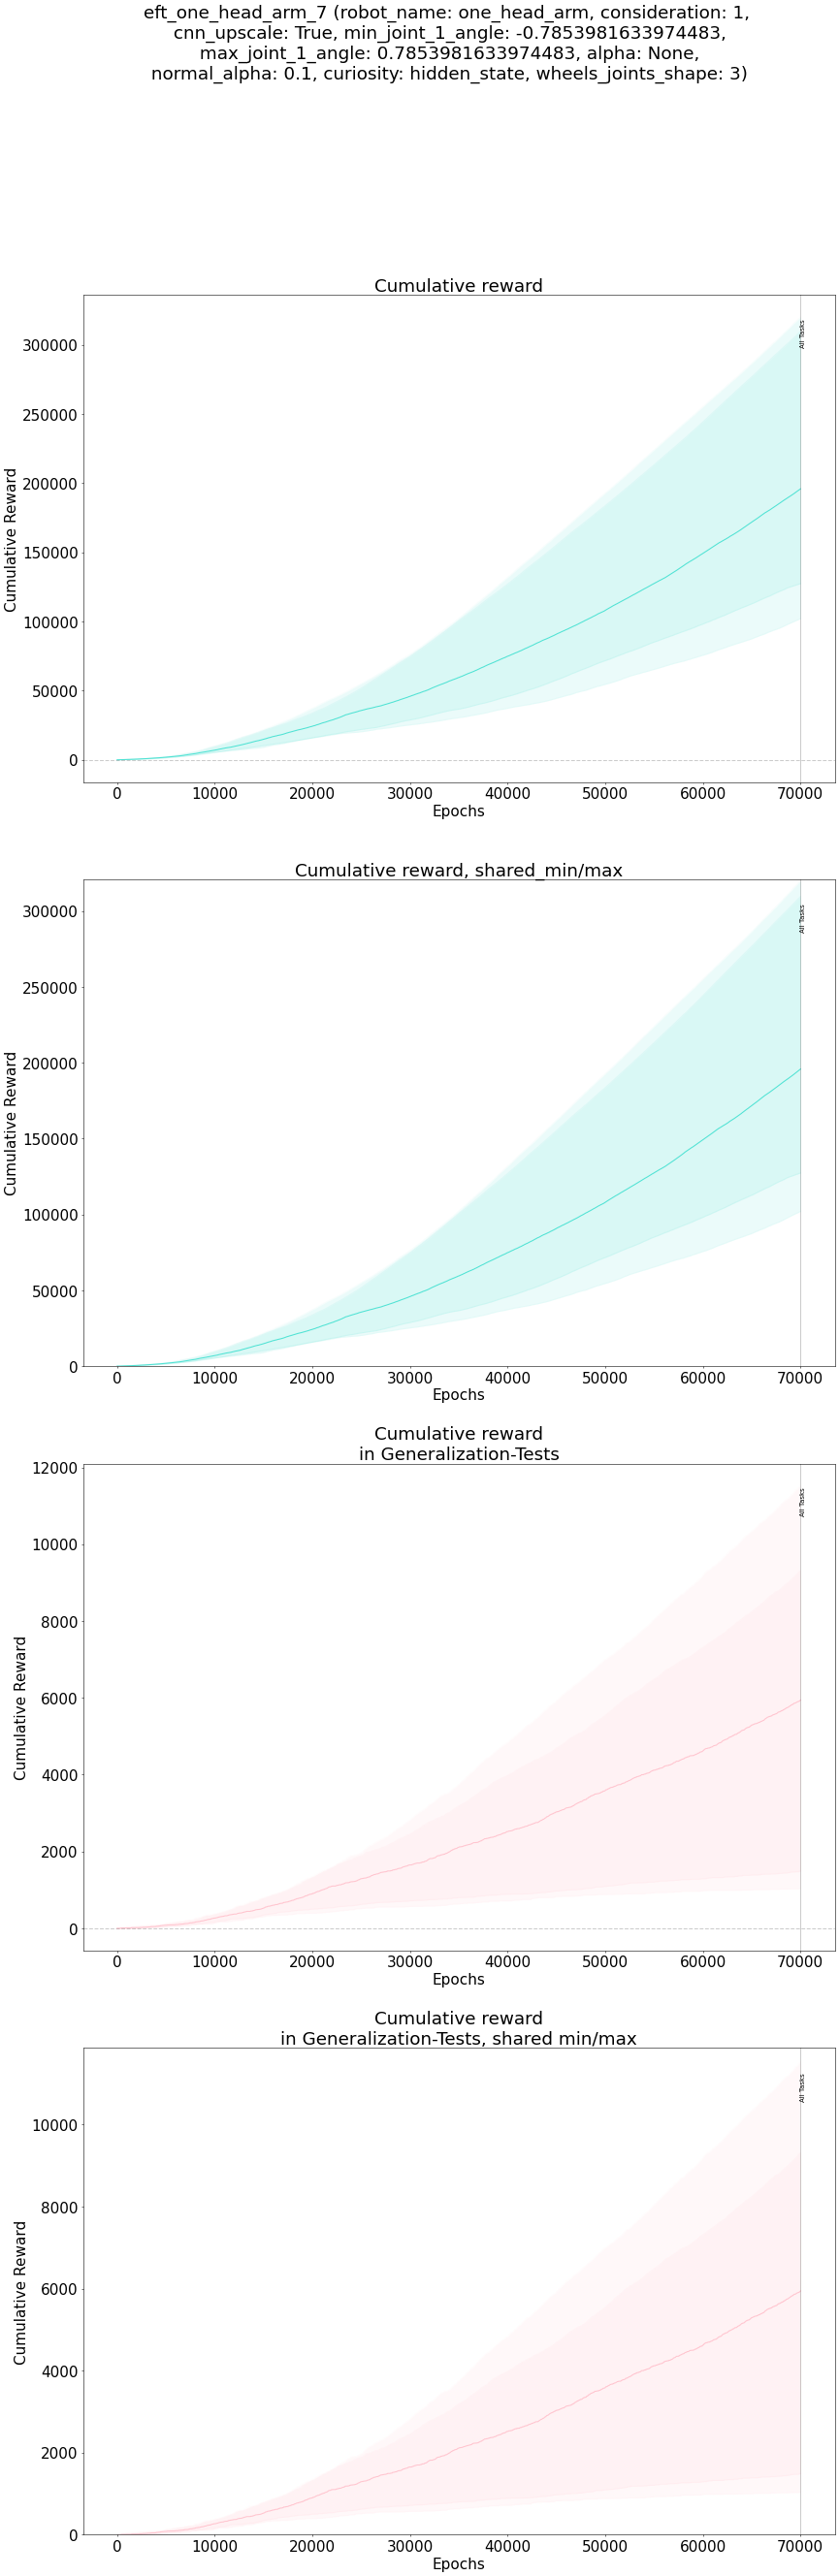 eft_one_head_arm_7 (robot_name: one_head_arm, consideration: 1,
cnn_upscale: True, min_joint_1_angle: -0.7853981633974483,
max_joint_1_angle: 0.7853981633974483, alpha: None,
normal_alpha: 0.1, curiosity: hidden_state, wheels_joints_shape: 3)
Cumulative reward
All Tasks
300000
250000
200000
150000
100000
50000
0
Cumulative Reward
0 10000 20000 30000 40000 50000 60000 70000
Epochs
Cumulative reward, shared_min/max
All Tasks
300000
250000
200000
150000
100000
50000
0
Cumulative Reward
0 10000 20000 30000 40000 50000 60000 70000
Epochs
Cumulative reward
in Generalization-Tests
All Tasks
12000
10000
8000
6000
4000
2000
0
Cumulative Reward
0 10000 20000 30000 40000 50000 60000 70000
Epochs
Cumulative reward
in Generalization-Tests, shared min/max
All Tasks
10000
8000
6000
4000
2000
0
Cumulative Reward
0 10000 20000 30000 40000 50000 60000 70000
Epochs